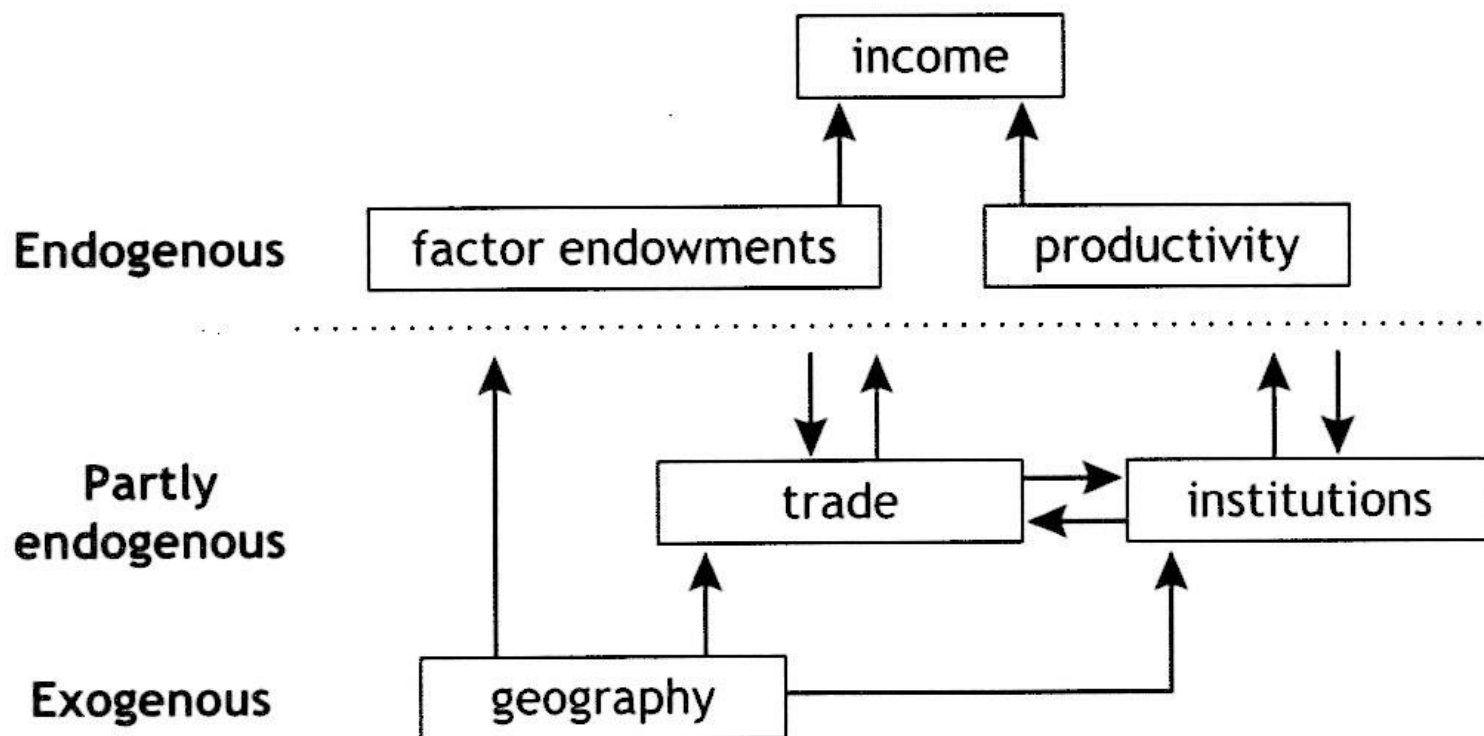 income
Endogenous
factor endowments
productivity
Partly
endogenous
trade
institutions
Exogenous
geography